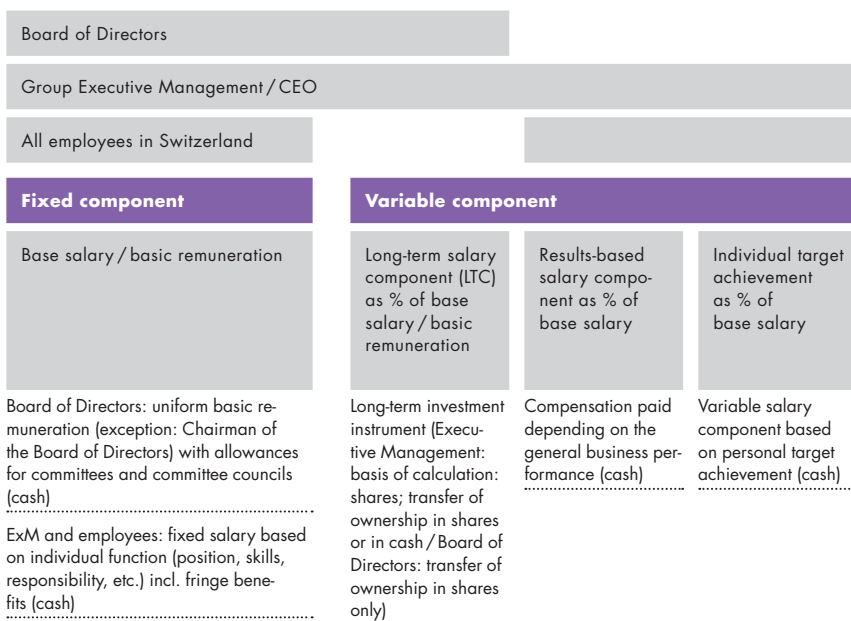 Board of Directors
Group Executive Management / CEO
All employees in Switzerland
Fixed component
Variable component
Base salary / basic remuneration
Long-term salary
component (LTC)
as % of base
salary / basic
remuneration
Results-based
salary compo-
nent as % of
base salary
Individual target
achievement
as % of
base salary
Board of Directors: uniform basic re-
muneration (exception: Chairman of
the Board of Directors) with allowances
for committees and committee councils
(cash)
ExM and employees: fixed salary based
on individual function (position, skills,
responsibility, etc.) incl. fringe bene-
fits (cash)
Long-term investment
instrument (Execu-
tive Management:
basis of calculation:
shares; transfer of
ownership in shares
or in cash / Board of
Directors: transfer of
ownership in shares
only)
Compensation paid
depending on the
general business per-
formance (cash)
Variable salary
component based
on personal target
achievement (cash)